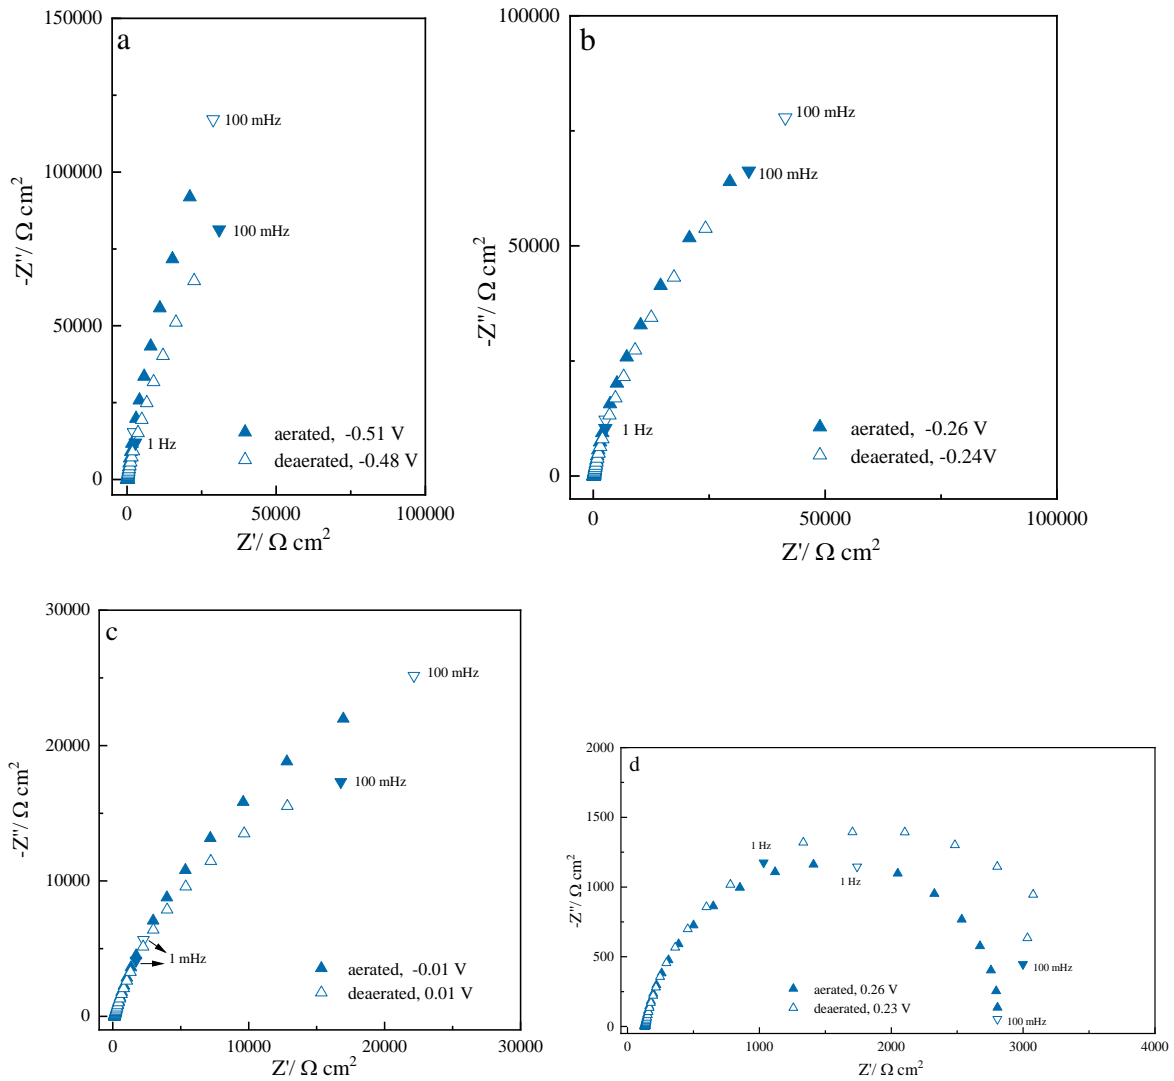 a
150000
100000
50000
0
-Z''/ Ω cm²
100 mHz
100 mHz
1 Hz
aerated, -0.51 V
deaerated, -0.48 V
0
50000
100000
Z'/ Ω cm²
b
100000
50000
0
-Z''/ Ω cm²
100 mHz
100 mHz
1 Hz
aerated, -0.26 V
deaerated, -0.24V
0
50000
100000
Z'/ Ω cm²
c
30000
20000
10000
0
-Z''/ Ω cm²
100 mHz
100 mHz
1 mHz
aerated, -0.01 V
deaerated, 0.01 V
0
10000
20000
30000
Z'/ Ω cm²
d
2000
1500
1000
500
0
-Z''/ Ω cm²
1 Hz
1 Hz
100 mHz
100 mHz
aerated, 0.26 V
deaerated, 0.23 V
0
1000
2000
3000
4000
Z'/ Ω cm²